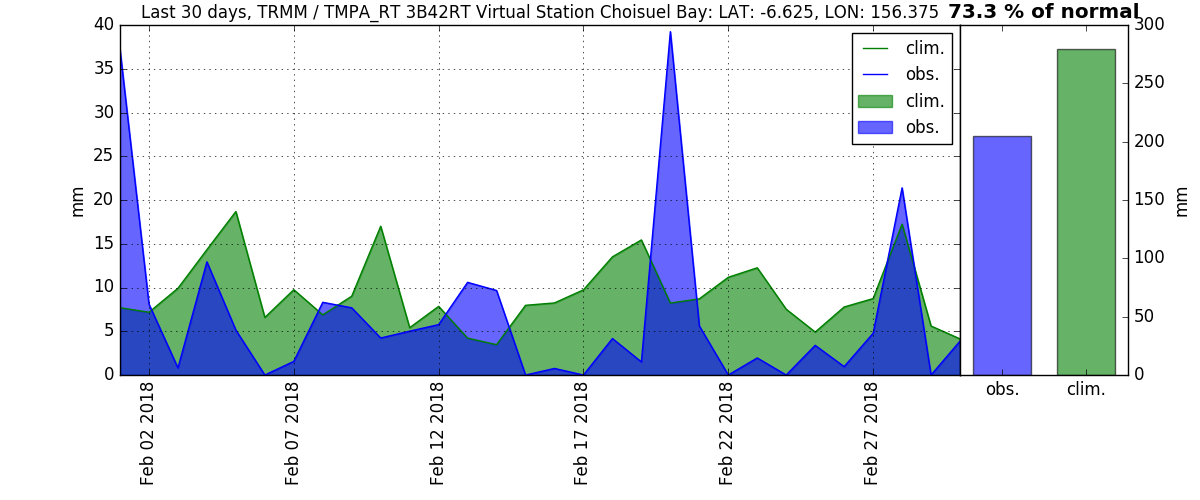 Last 30 days, TRMM / TMPA_RT 3B42RT Virtual Station Choisuel Bay: LAT: -6.625, LON: 156.375
73.3 % of normal
mm
40
35
30
25
20
15
10
5
0
clim.
obs.
clim.
obs.
Feb 02 2018
Feb 07 2018
Feb 12 2018
Feb 17 2018
Feb 22 2018
Feb 27 2018
300
250
200
150
100
50
0
mm
obs.
clim.